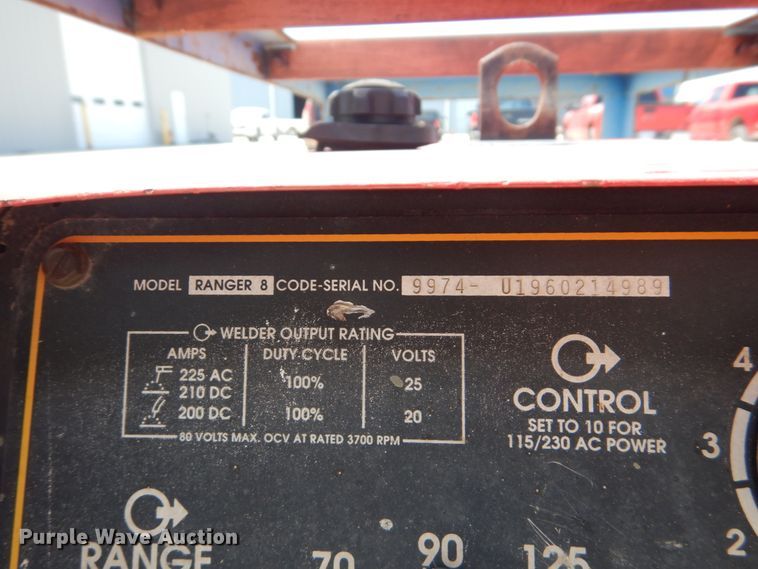 MODEL RANGER 8 CODE-SERIAL NO. 9974- U1960214989
WELDER OUTPUT RATING
AMPS DUTY CYCLE VOLTS
225 AC
210 DC 100% 25
200 DC 100% 20
80 VOLTS MAX. OCV AT RATED 3700 RPM
CONTROL
SET TO 10 FOR
115/230 AC POWER
4
3
2
RANGE
70 90 125
Purple Wave Auction